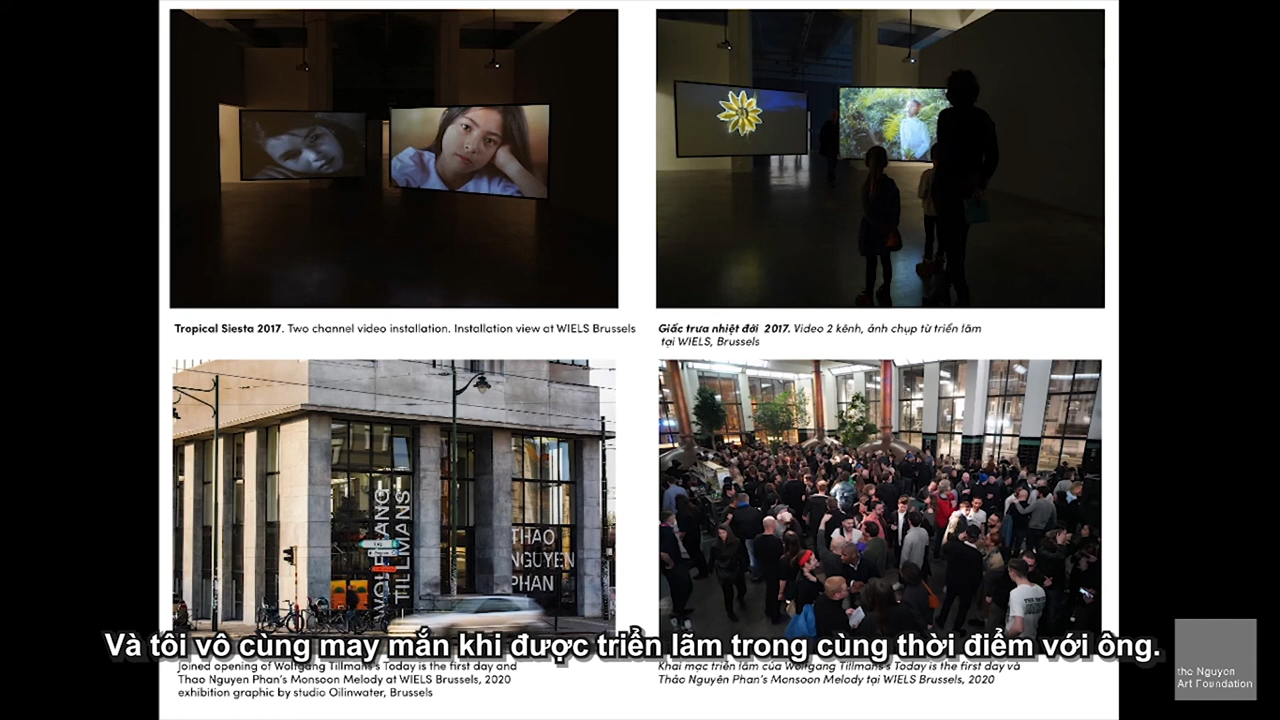 Tropical Siesta 2017. Two channel video installation. Installation view at WIELS Brussels
Giấc trưa nhiệt đới 2017. Video 2 kênh, ảnh chụp từ triển lãm
tại WIELS, Brussels
WOLFGANG
TILLMANS
THAO
NGUYEN
PHAN
Và tôi vô cùng may mắn khi được triển lãm trong cùng thời điểm với ông.
Joined opening of Wolfgang Tillmans's Today is the first day and
Thao Nguyen Phan's Monsoon Melody at WIELS Brussels, 2020
exhibition graphic by studio Oilinwater, Brussels
Khai mạc triển lãm của Wolfgang Tillmans's Today is the first day và
Thảo Nguyên Phan's Monsoon Melody tại WIELS Brussels, 2020
the Nguyen
Art Foundation